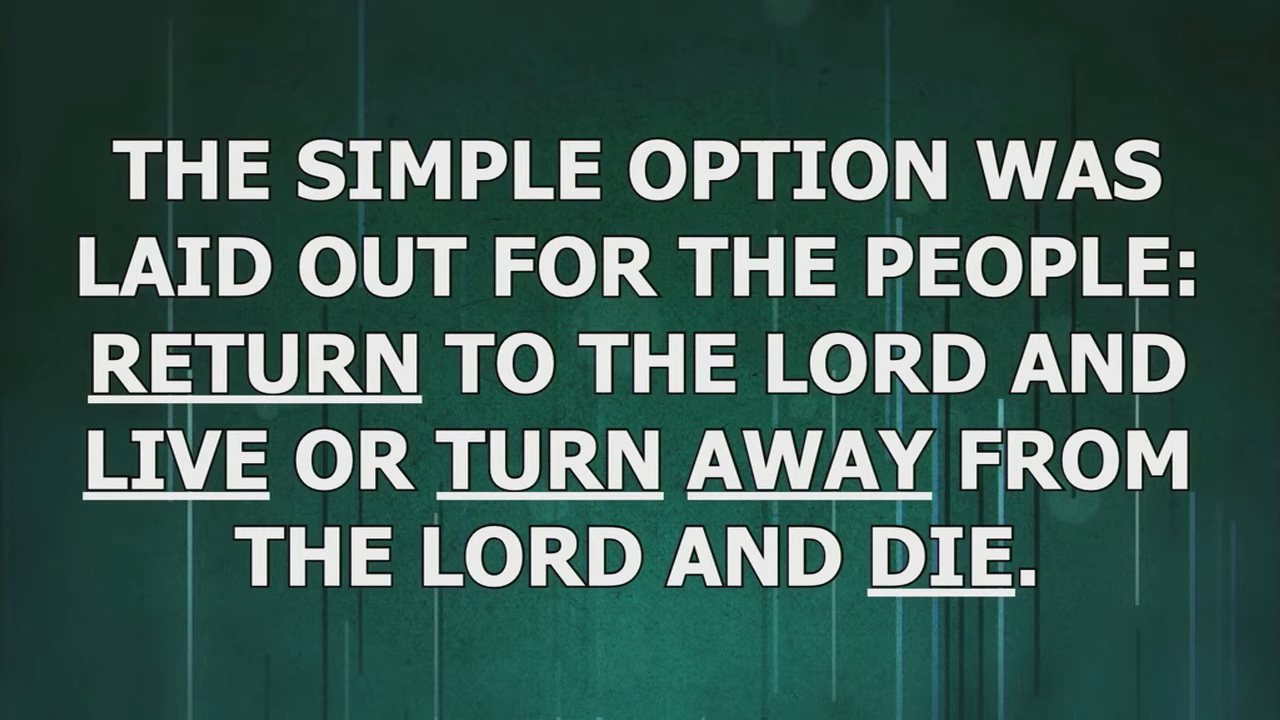 THE SIMPLE OPTION WAS
LAID OUT FOR THE PEOPLE:
RETURN TO THE LORD AND
LIVE OR TURN AWAY FROM
THE LORD AND DIE.